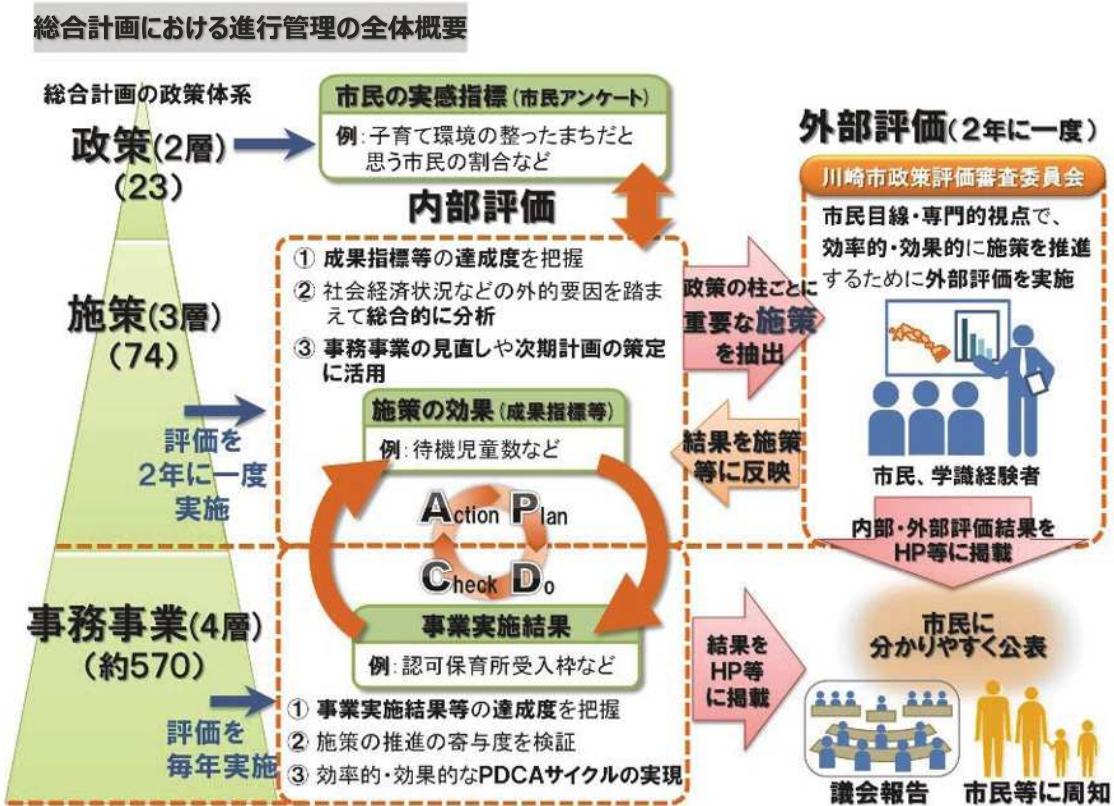 総合計画における進行管理の全体概要
総合計画の政策体系
政策(2層)
(23)
施策(3層)
(74)
評価を
2年に一度
実施
事務事業(4層)
(約570)
評価を
毎年実施
市民の実感指標(市民アンケート)
例:子育て環境の整ったまちだと
思う市民の割合など
内部評価
① 成果指標等の達成度を把握
② 社会経済状況などの外的要因を踏ま
えて総合的に分析
③ 事務事業の見直しや次期計画の策定
に活用
施策の効果(成果指標等)
例:待機児童数など
Action Plan
Check Do
事業実施結果
例:認可保育所受入枠など
① 事業実施結果等の達成度を把握
② 施策の推進の寄与度を検証
③ 効率的・効果的なPDCAサイクルの実現
政策の柱ごとに
重要な施策
を抽出
結果を施策
等に反映
結果を
HP等
に掲載
外部評価(2年に一度)
川崎市政策評価審査委員会
市民目線・専門的視点で、
効率的・効果的に施策を推進
するために外部評価を実施
市民、学識経験者
内部・外部評価結果を
HP等に掲載
市民に
分かりやすく公表
議会報告
市民等に周知